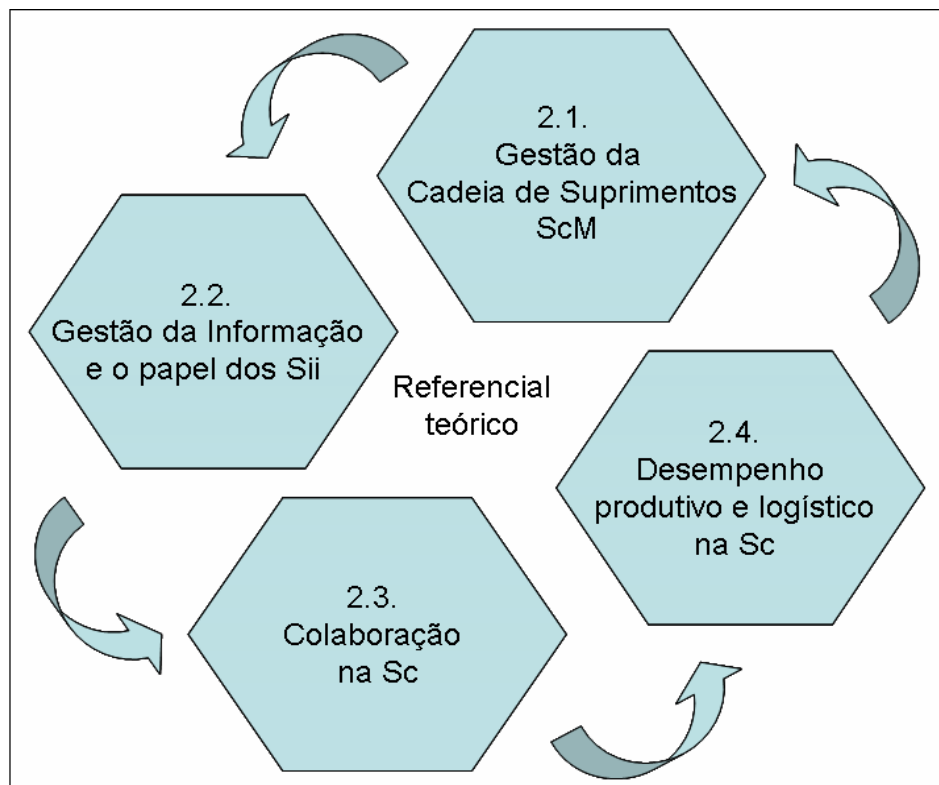 2.1.
Gestão da
Cadeia de Suprimentos
ScM
2.2.
Gestão da Informação
e o papel dos Sii
Referencial
teórico
2.3.
Colaboração
na Sc
2.4.
Desempenho
produtivo e logístico
na Sc